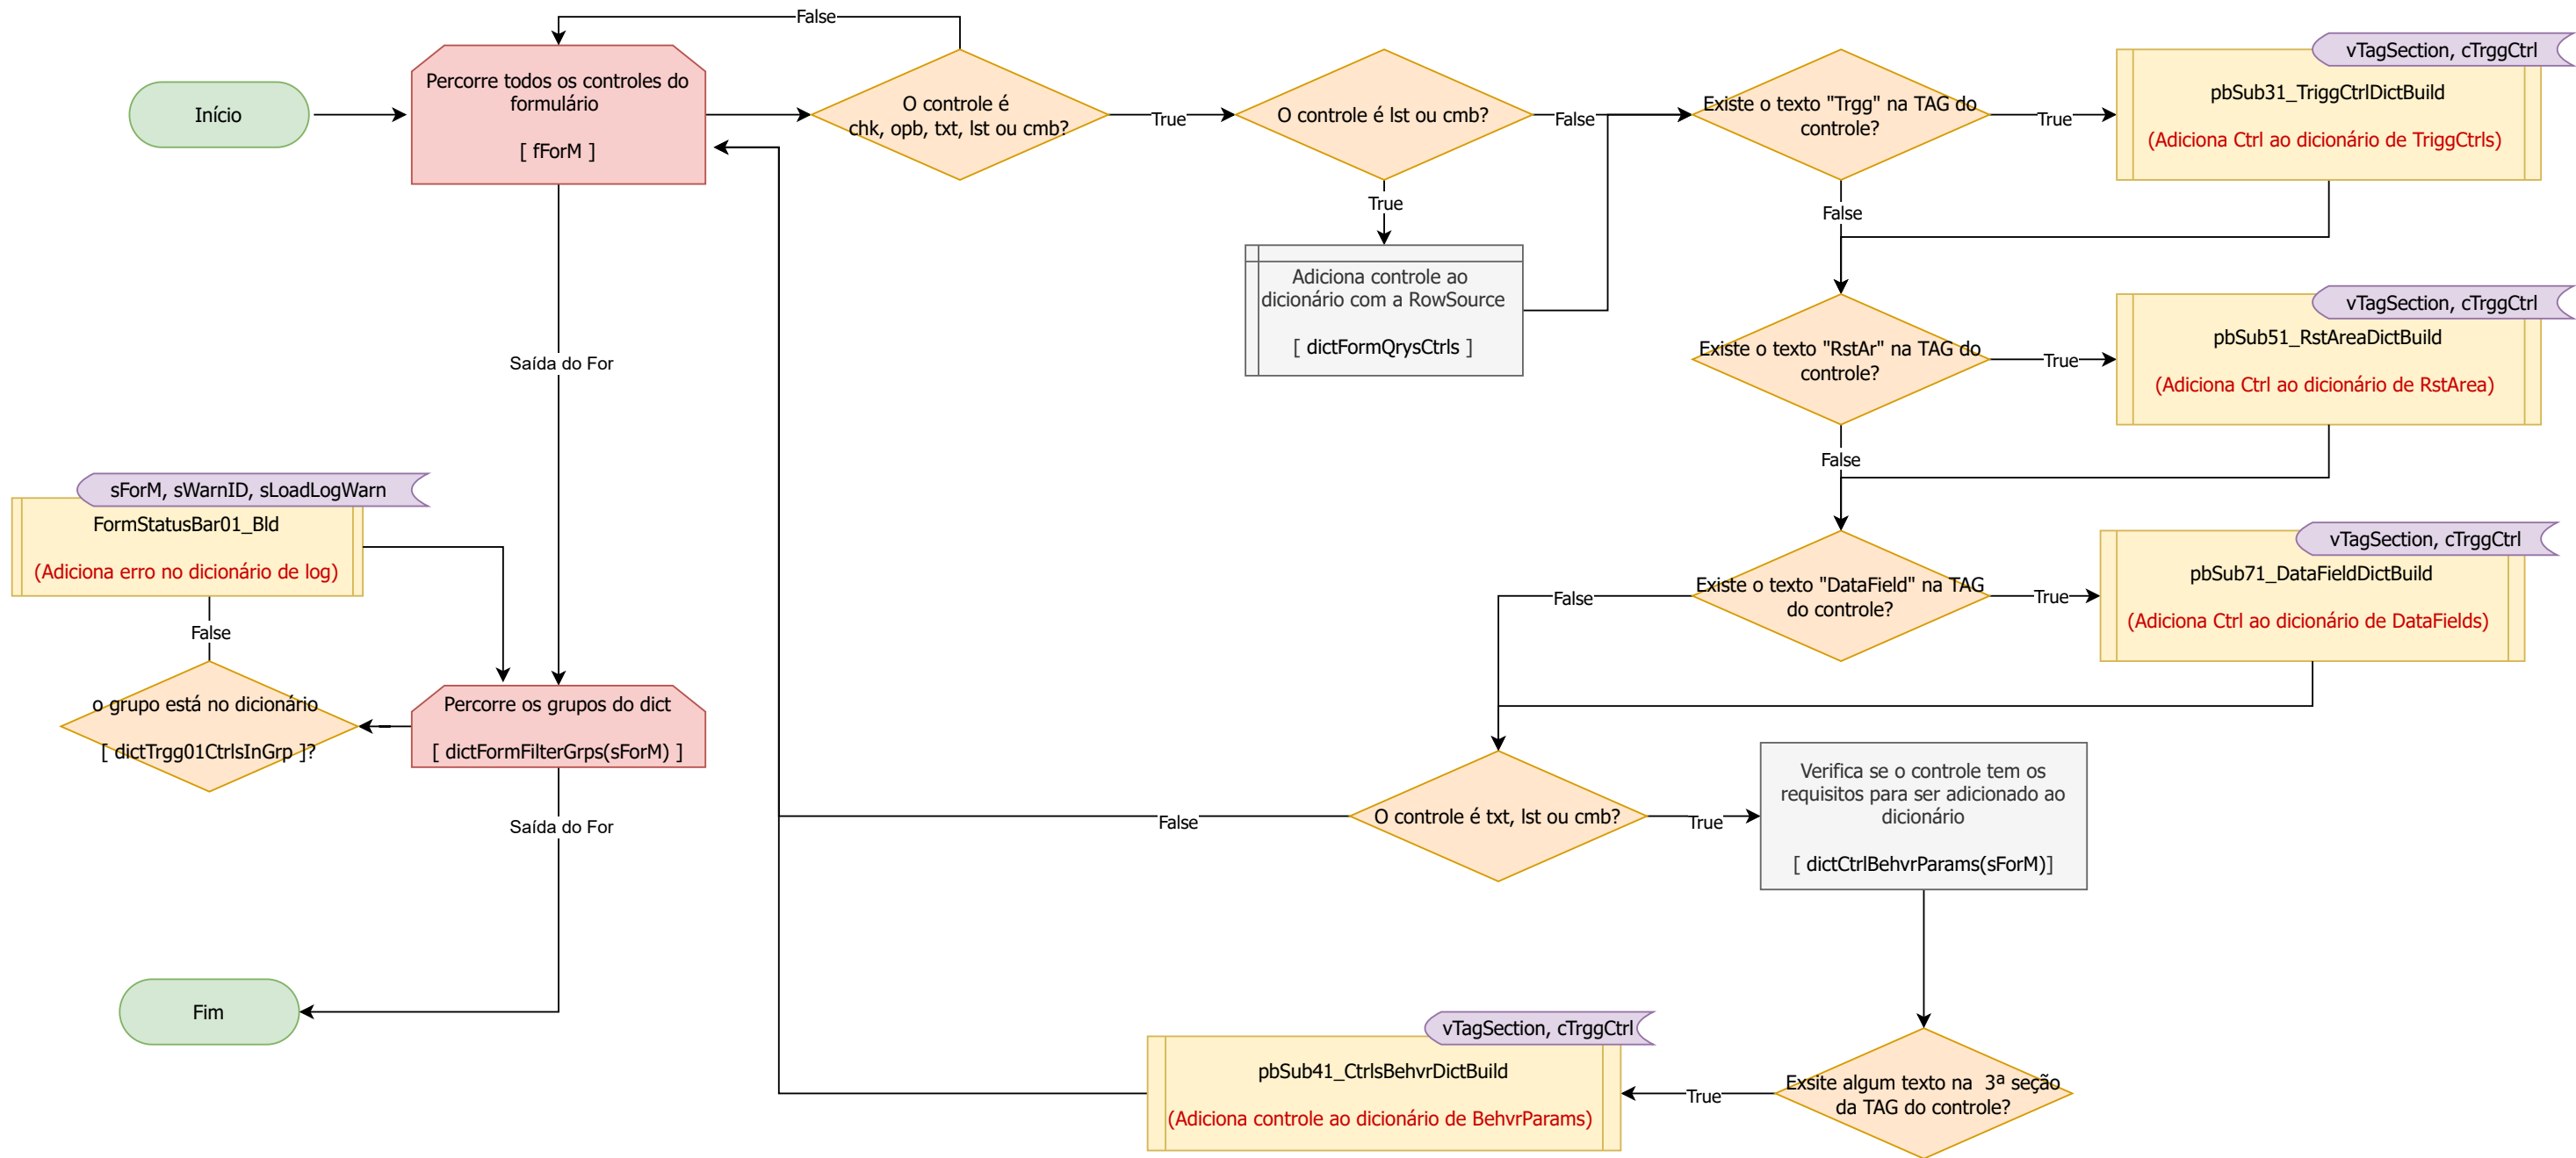 False
Início
Percorre todos os controles do
formulário
[ fForM ]
O controle é
chk, opb, txt, lst ou cmb?
True
O controle é lst ou cmb?
False
True
Adiciona controle ao
dicionário com a RowSource
[ dictFormQrysCtrls ]
Existe o texto "Trgg" na TAG do
controle?
True
False
vTagSection, cTrggCtrl
pbSub31_TriggCtrlDictBuild
(Adiciona Ctrl ao dicionário de TriggCtrls)
Existe o texto "RstAr" na TAG do
controle?
True
False
vTagSection, cTrggCtrl
pbSub51_RstAreaDictBuild
(Adiciona Ctrl ao dicionário de RstArea)
Existe o texto "DataField" na TAG
do controle?
True
False
vTagSection, cTrggCtrl
pbSub71_DataFieldDictBuild
(Adiciona Ctrl ao dicionário de DataFields)
O controle é txt, lst ou cmb?
True
False
Verifica se o controle tem os
requisitos para ser adicionado ao
dicionário
[ dictCtrlBehvrParams(sForM)]
Exsite algum texto na  3ª seção
da TAG do controle?
True
vTagSection, cTrggCtrl
pbSub41_CtrlsBehvrDictBuild
(Adiciona controle ao dicionário de BehvrParams)
Saída do For
sForM, sWarnID, sLoadLogWarn
FormStatusBar01_Bld
(Adiciona erro no dicionário de log)
False
o grupo está no dicionário
[ dictTrgg01CtrlsInGrp ]?
Percorre os grupos do dict
[ dictFormFilterGrps(sForM) ]
Saída do For
Fim